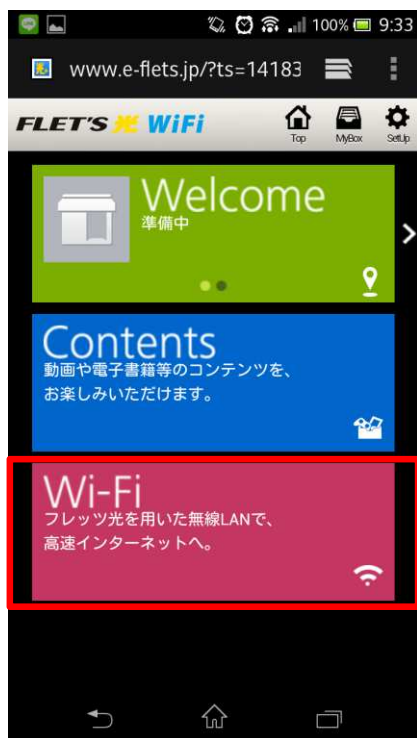 100% 9:33
www.e-flets.jp/?ts=14183
FLET'S 光 WiFi
Top MyBox SetUp
Welcome
準備中
Contents
動画や電子書籍等のコンテンツを、
お楽しみいただけます。
Wi-Fi
フレッツ光を用いた無線LANで、
高速インターネットへ。